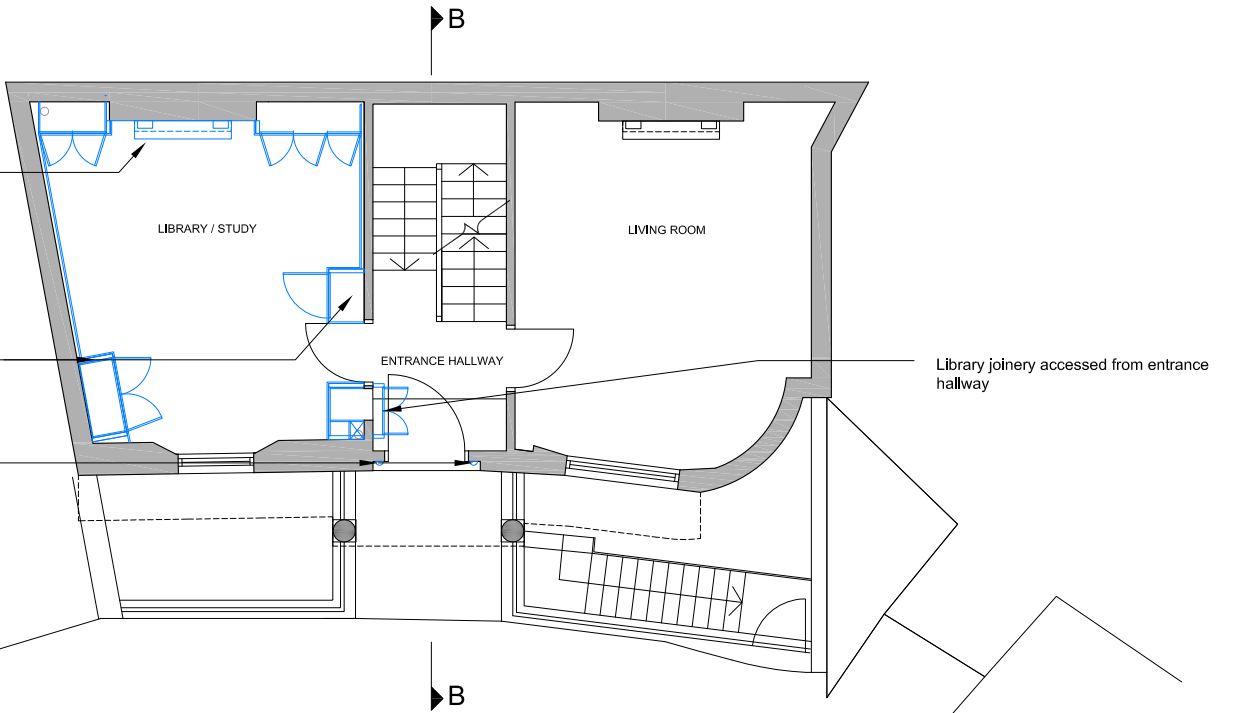 B
LIBRARY / STUDY
LIVING ROOM
ENTRANCE HALLWAY
Library joinery accessed from entrance
hallway
B